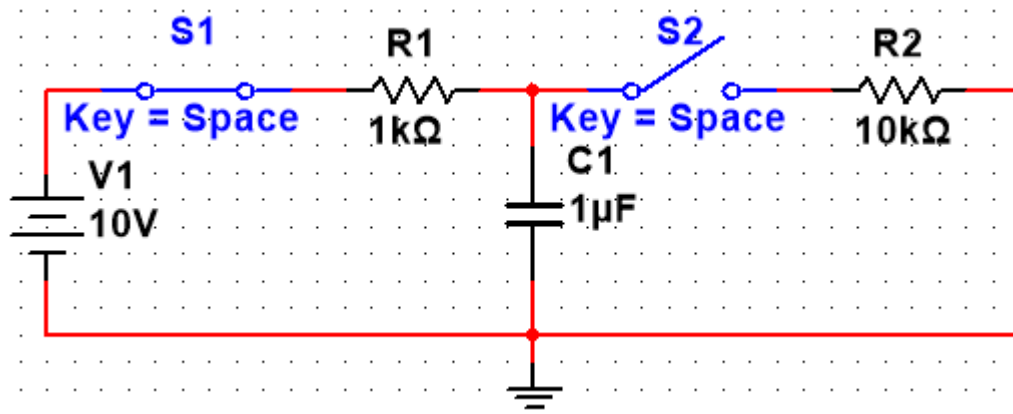 S1
R1
S2
R2
Key = Space
1kΩ
Key = Space
10kΩ
V1
10V
C1
1µF